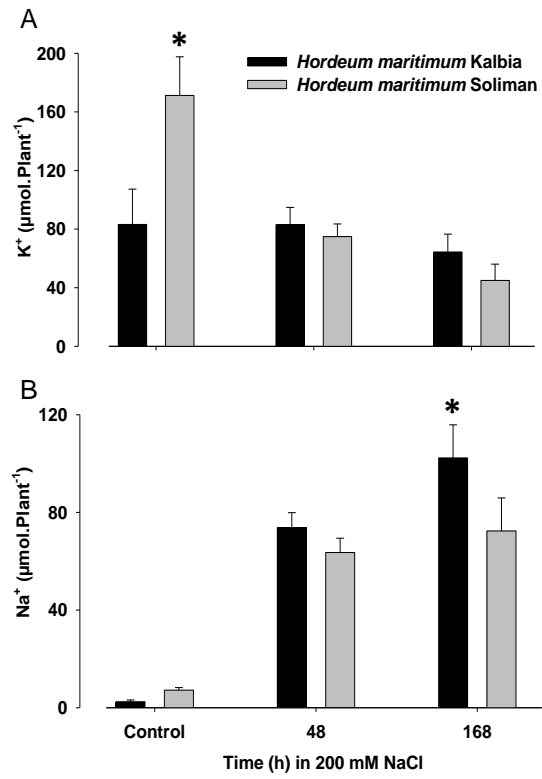 A
200
160
120
80
40
0
K⁺ (µmol.Plant⁻¹)
*
Hordeum maritimum Kalbia
Hordeum maritimum Soliman
B
120
80
40
0
Na⁺ (µmol.Plant⁻¹)
*
Control 48 168
Time (h) in 200 mM NaCl